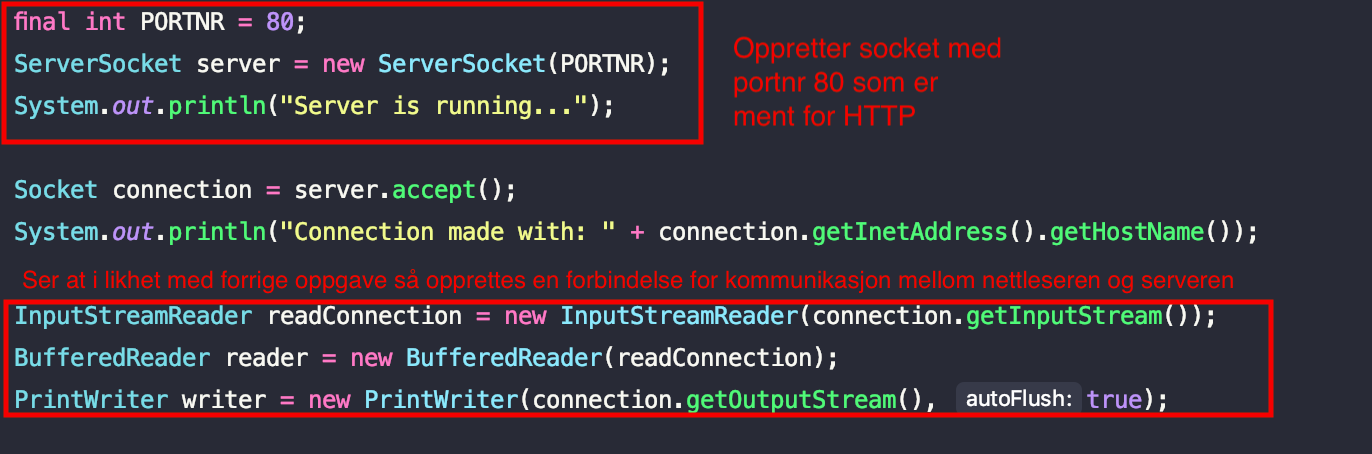 final int PORTNR = 80;
ServerSocket server = new ServerSocket(PORTNR);
System.out.println("Server is running...");
Oppretter socket med
portnr 80 som er
ment for HTTP
Socket connection = server.accept();
System.out.println("Connection made with: " + connection.getInetAddress().getHostName());
Ser at i likhet med forrige oppgave så opprettes en forbindelse for kommunikasjon mellom nettleseren og serveren
InputStreamReader readConnection = new InputStreamReader(connection.getInputStream());
BufferedReader reader = new BufferedReader(readConnection);
PrintWriter writer = new PrintWriter(connection.getOutputStream(), autoFlush: true);